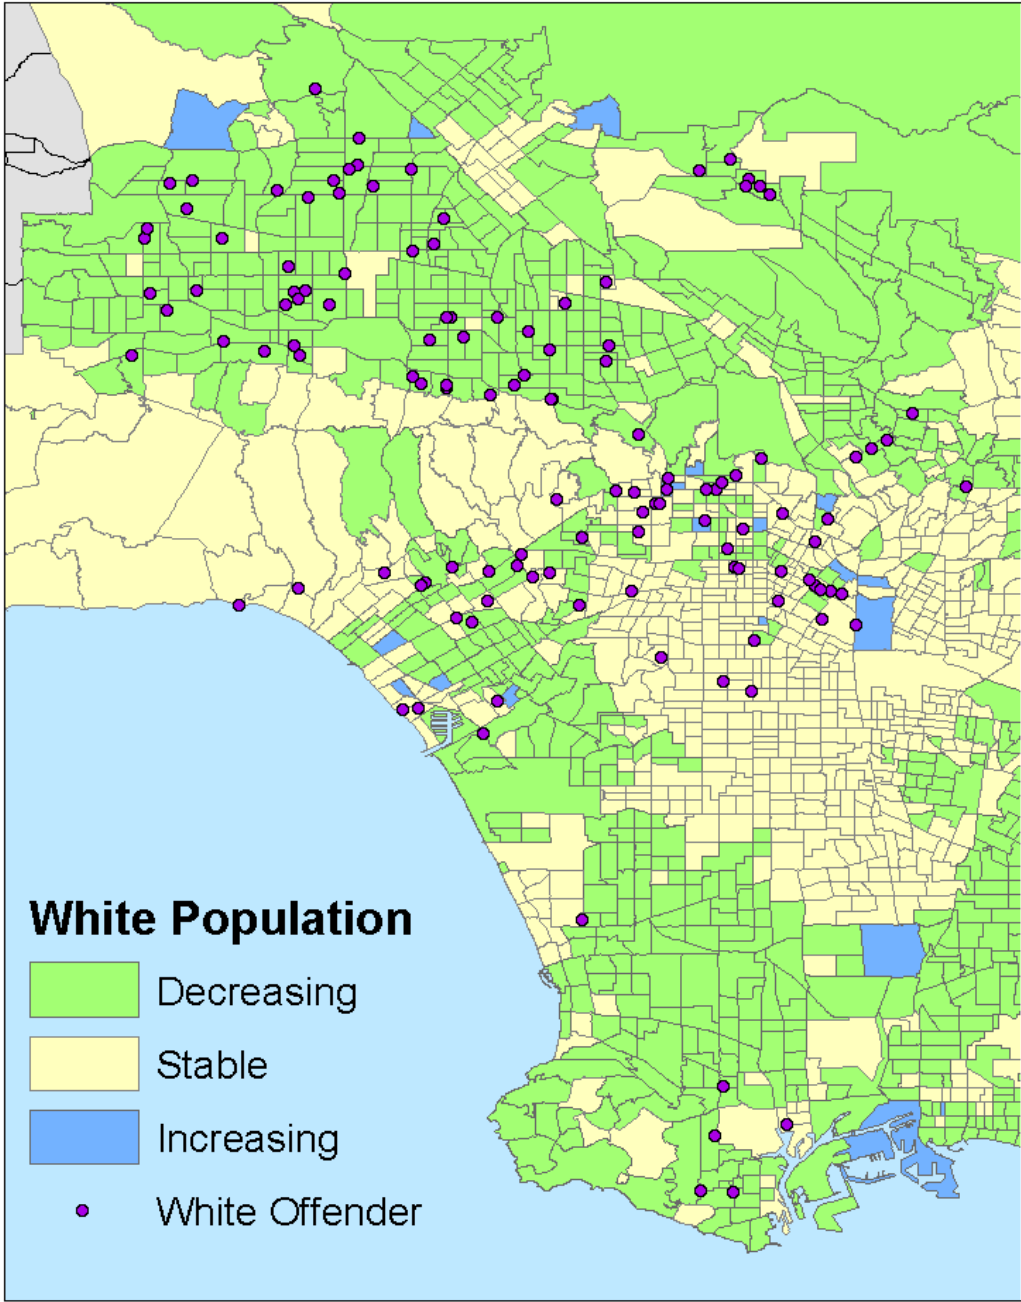 White Population
Decreasing
Stable
Increasing
White Offender